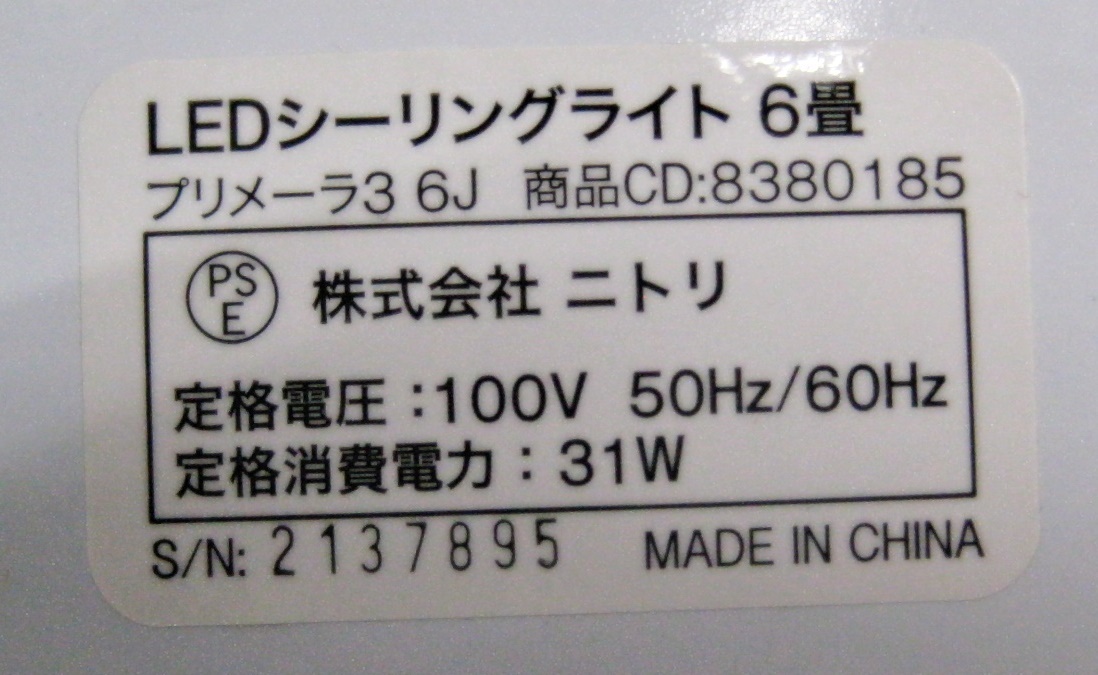 LEDシーリングライト 6畳
プリメーラ3 6J 商品CD:8380185
PSE 株式会社 ニトリ
定格電圧:100V 50Hz/60Hz
定格消費電力:31W
S/N: 2137895 MADE IN CHINA